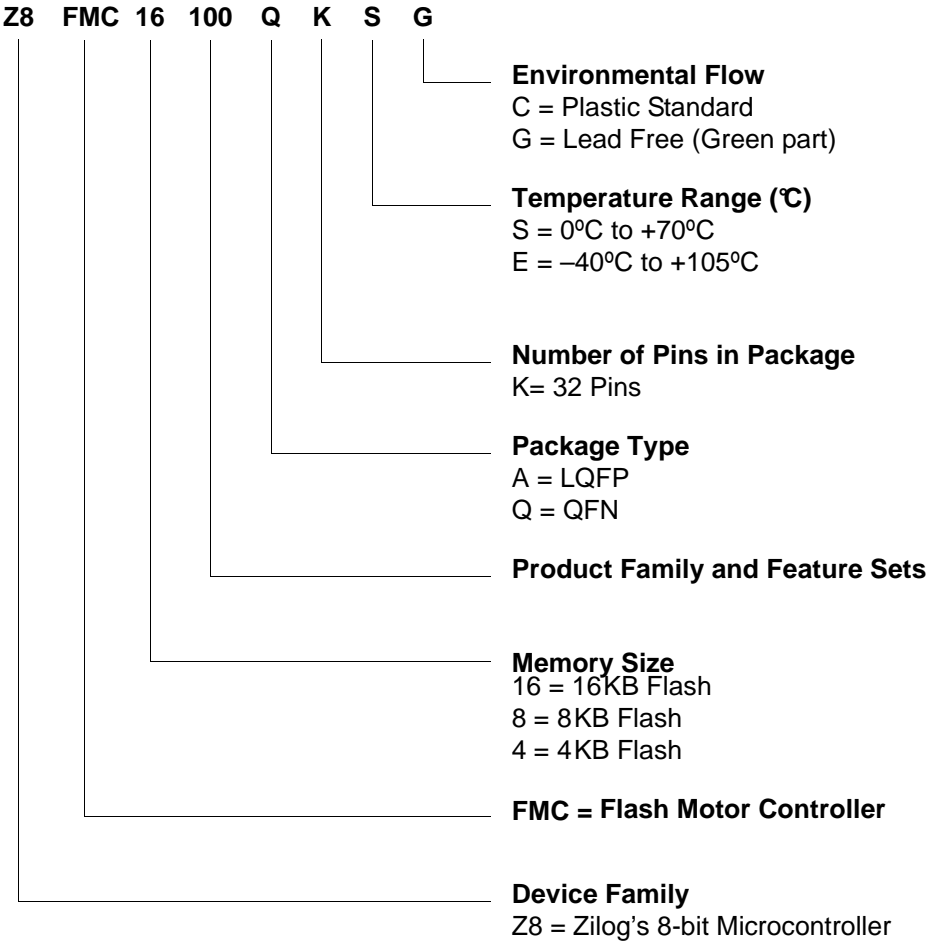 Z8 FMC 16 100 Q K S G
Environmental Flow
C = Plastic Standard
G = Lead Free (Green part)
Temperature Range (°C)
S = 0ºC to +70ºC
E = –40ºC to +105ºC
Number of Pins in Package
K= 32 Pins
Package Type
A = LQFP
Q = QFN
Product Family and Feature Sets
Memory Size
16 = 16KB Flash
8 = 8KB Flash
4 = 4KB Flash
FMC = Flash Motor Controller
Device Family
Z8 = Zilog's 8-bit Microcontroller